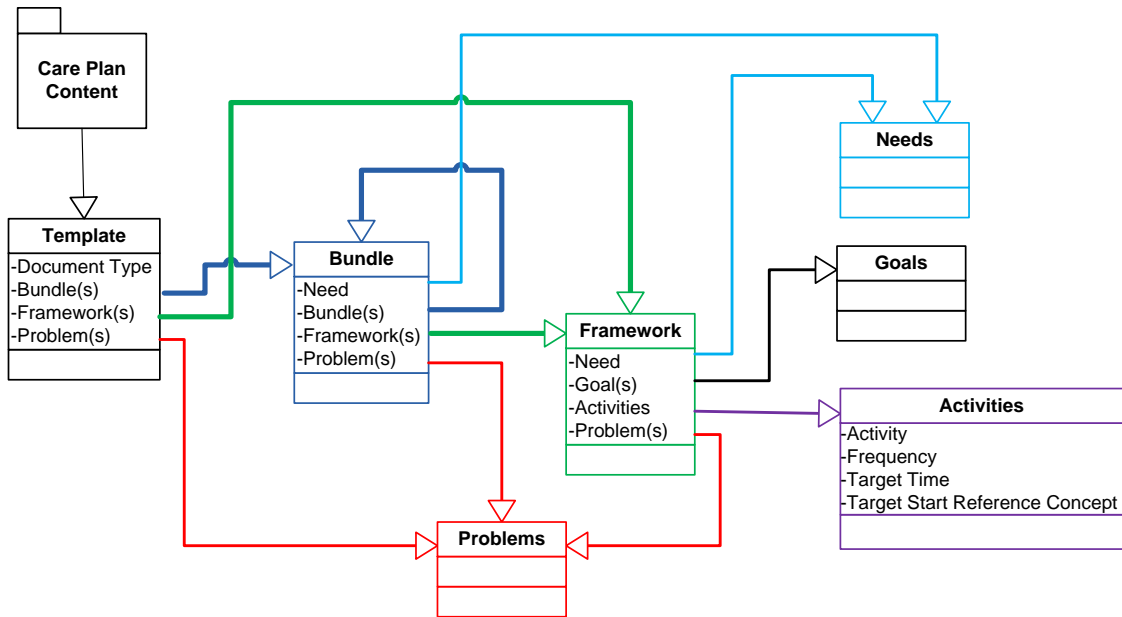 Care Plan
Content
Template
-Document Type
-Bundle(s)
-Framework(s)
-Problem(s)
Bundle
-Need
-Bundle(s)
-Framework(s)
-Problem(s)
Framework
-Need
-Goal(s)
-Activities
-Problem(s)
Needs
Goals
Activities
-Activity
-Frequency
-Target Time
-Target Start Reference Concept
Problems